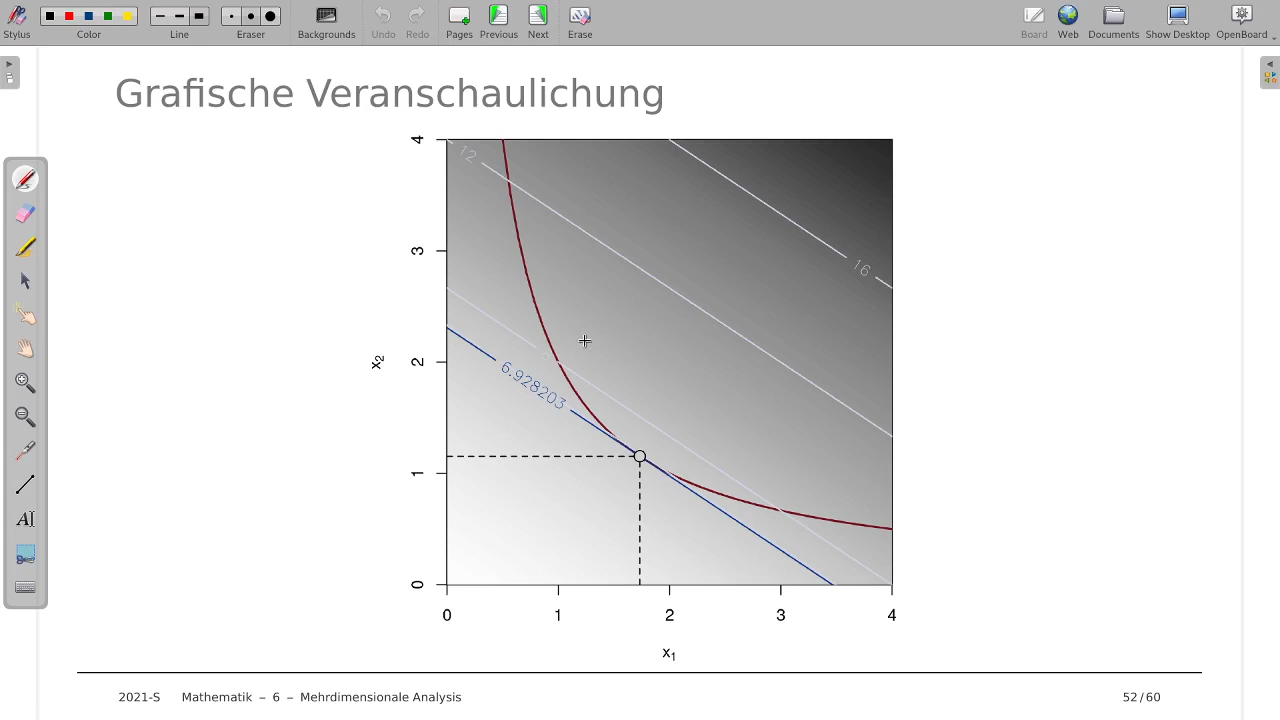 Stylus Color Line Eraser Backgrounds Undo Redo Pages Previous Next Erase Board Web Documents Show Desktop OpenBoard
Grafische Veranschaulichung
4
12
3
16
x2
2
6.928203
1
0
0 1 2 3 4
x1
2021-S Mathematik – 6 – Mehrdimensionale Analysis 52/60